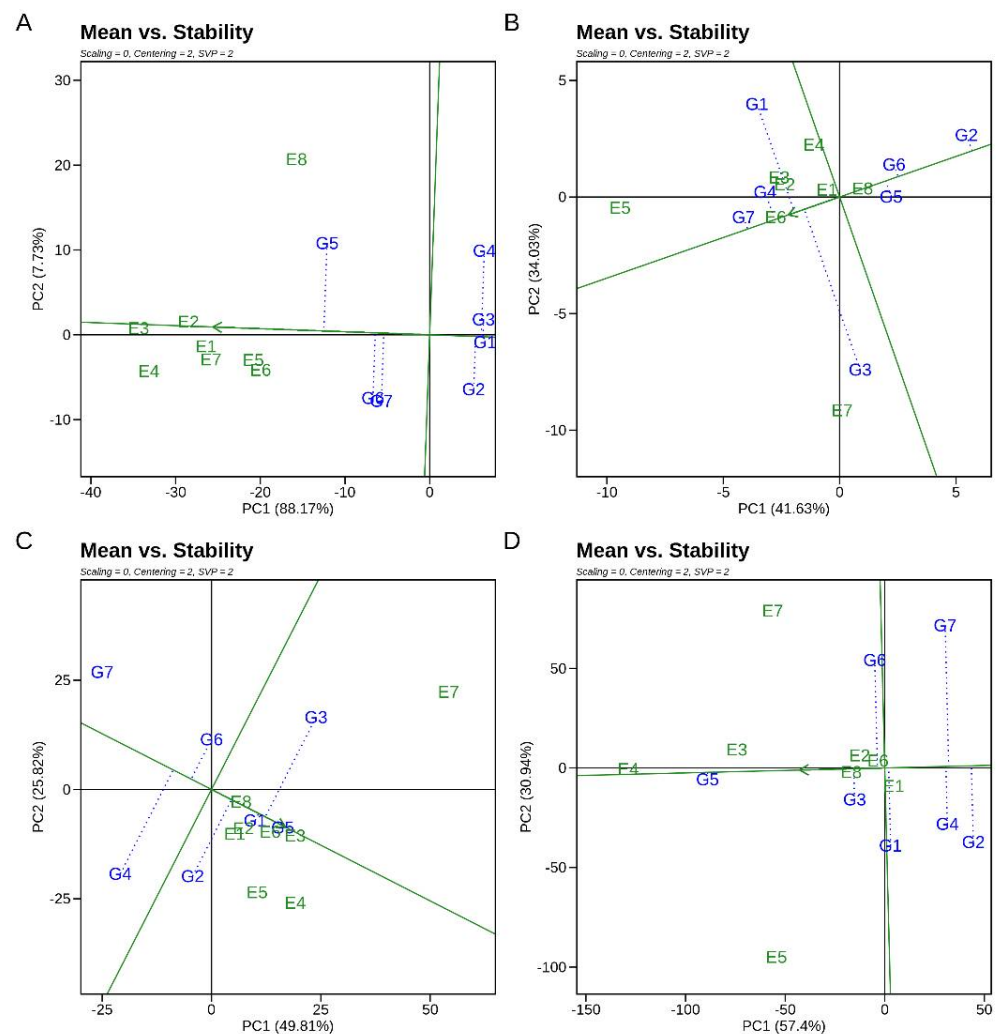 A
Mean vs. Stability
Scaling = 0, Centering = 2, SVP = 2
PC2 (7.73%)
30
20
10
0
-10
E8
G5
G4
G3
E2
E3
G1
E1
E7
E5
E6
E4
G2
G6
G7
-40 -30 -20 -10 0
PC1 (88.17%)
B
Mean vs. Stability
Scaling = 0, Centering = 2, SVP = 2
PC2 (34.03%)
5
0
-5
-10
G1
G2
E4
G6
E3
E2
G4
E1
E8
G5
E5
G7
E6
G3
E7
-10 -5 0 5
PC1 (41.63%)
C
Mean vs. Stability
Scaling = 0, Centering = 2, SVP = 2
PC2 (25.82%)
25
0
-25
G7
E7
G3
G6
E8
G1
G5
E2
E1
E6
E3
G4
G2
E5
E4
-25 0 25 50
PC1 (49.81%)
D
Mean vs. Stability
Scaling = 0, Centering = 2, SVP = 2
PC2 (30.94%)
50
0
-50
-100
E7
G7
G6
E3
E2
E6
E4
E8
G5
E1
G3
G4
G1
G2
E5
-150 -100 -50 0 50
PC1 (57.4%)